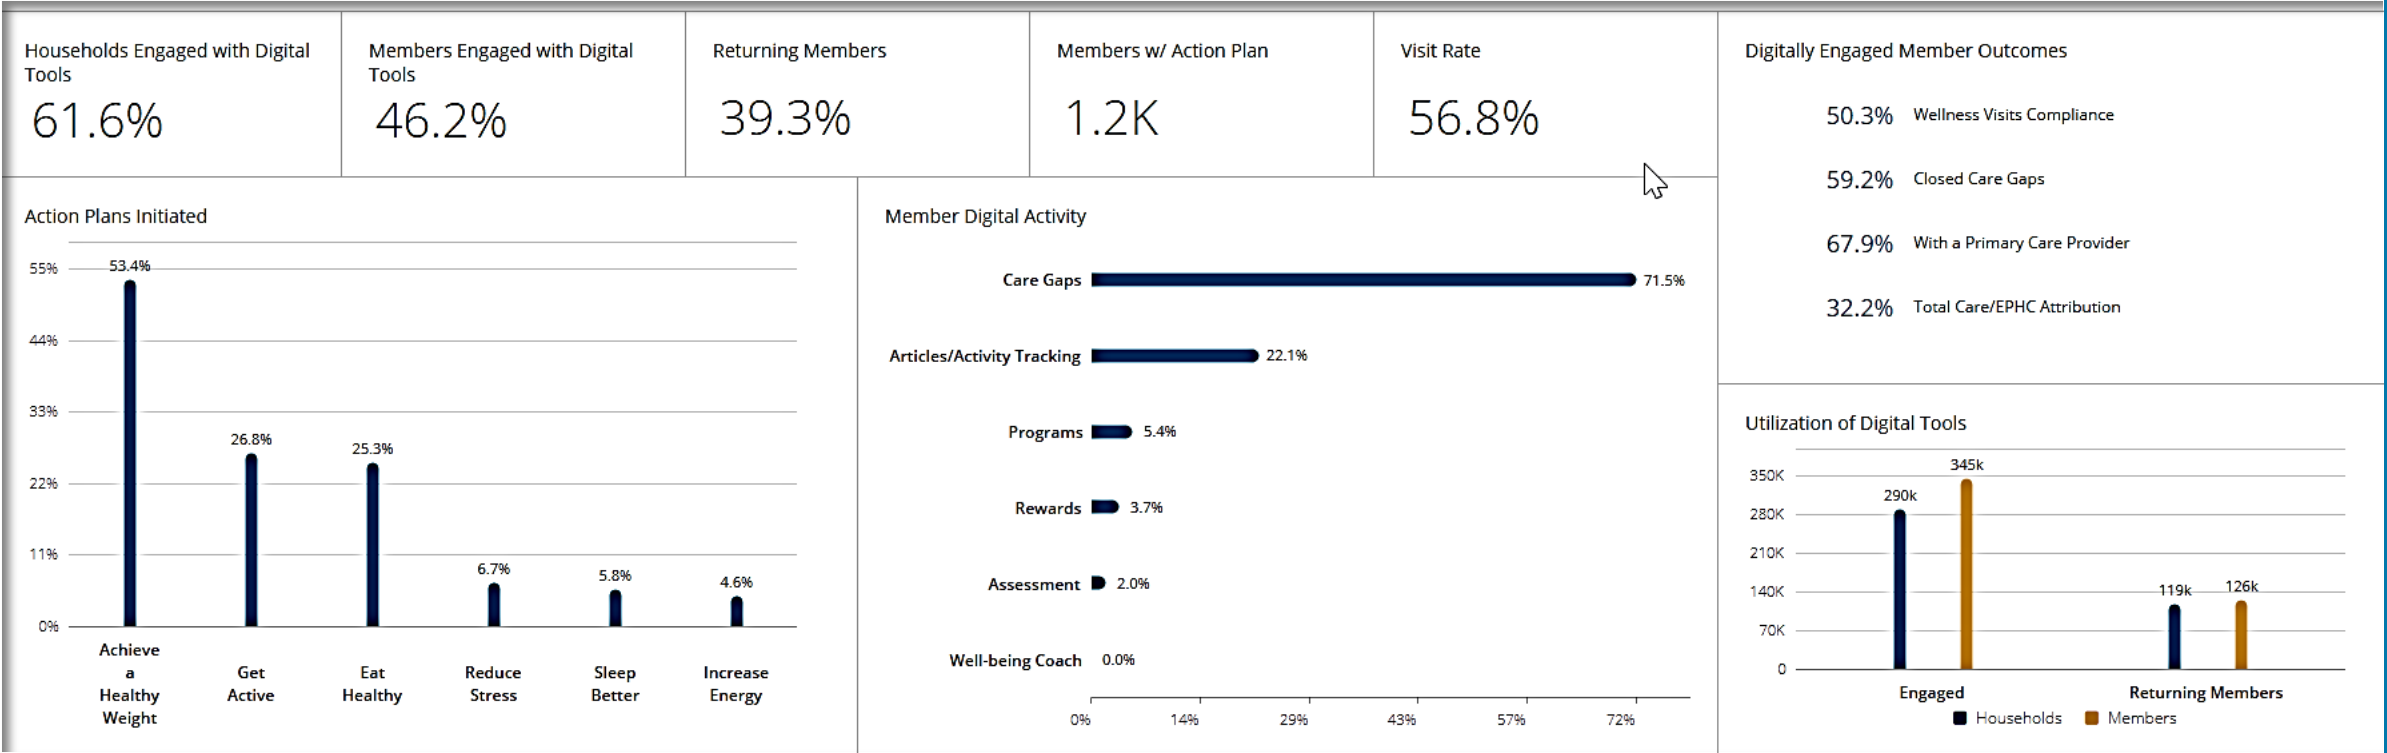 Households Engaged with Digital
Tools
61.6%
Members Engaged with Digital
Tools
46.2%
Returning Members
39.3%
Members w/ Action Plan
1.2K
Visit Rate
56.8%
Digitally Engaged Member Outcomes
50.3% Wellness Visits Compliance
59.2% Closed Care Gaps
67.9% With a Primary Care Provider
32.2% Total Care/EPHC Attribution
Action Plans Initiated
55%
44%
33%
22%
11%
0%
53.4%
26.8%
25.3%
6.7%
5.8%
4.6%
Achieve
a
Healthy
Weight
Get
Active
Eat
Healthy
Reduce
Stress
Sleep
Better
Increase
Energy
Member Digital Activity
Care Gaps 71.5%
Articles/Activity Tracking 22.1%
Programs 5.4%
Rewards 3.7%
Assessment 2.0%
Well-being Coach 0.0%
0% 14% 29% 43% 57% 72%
Utilization of Digital Tools
350K
280K
210K
140K
70K
0
290k
345k
119k
126k
Engaged
Returning Members
Households Members